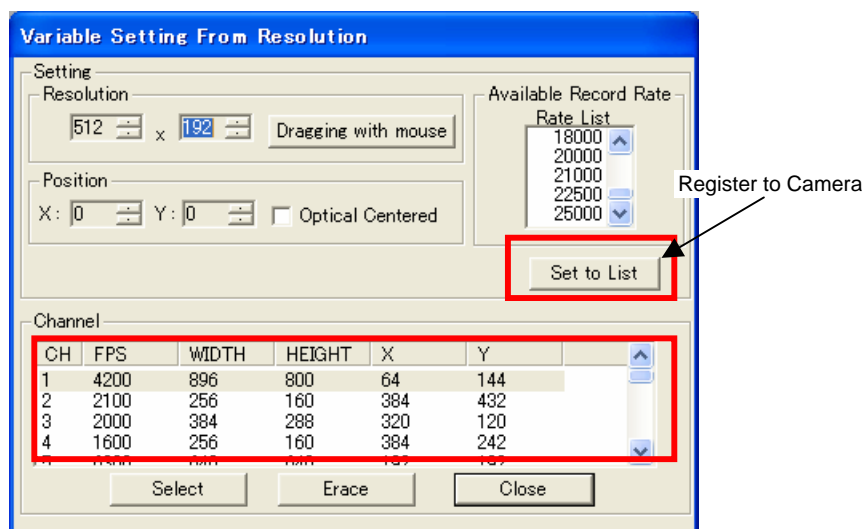 Variable Setting From Resolution
Setting
Resolution
512 x 192 Dragging with mouse
Position
X: 0 Y: 0 Optical Centered
Available Record Rate
Rate List
18000
20000
21000
22500
25000
Register to Camera
Set to List
Channel
CH FPS WIDTH HEIGHT X Y
1 4200 896 800 64 144
2 2100 256 160 384 432
3 2000 384 288 320 120
4 1600 256 160 384 242
Select Erace Close